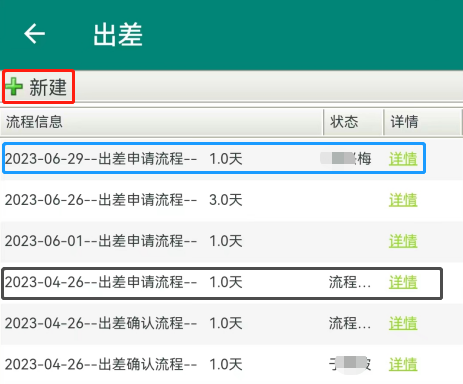 出差
新建
流程信息 状态 详情
2023-06-29--出差申请流程-- 1.0天 梅 详情
2023-06-26--出差申请流程-- 3.0天 详情
2023-06-01--出差申请流程-- 1.0天 详情
2023-04-26--出差申请流程-- 1.0天 流程... 详情
2023-04-26--出差确认流程-- 1.0天 流程... 详情
2023-04-26--出差确认流程-- 1.0天 详情